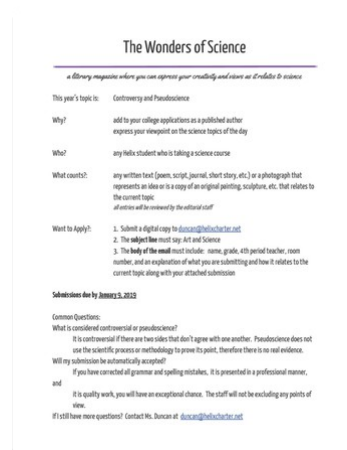 The Wonders of Science
a literary magazine where you can express your creativity and views as it relates to science
This year's topic is: Controversy and Pseudoscience
Why? add to your college applications as a published author
express your viewpoint on the science topics of the day
Who? any Helix student who is taking a science course
What counts?: any written text (poem, script, journal, short story, etc.) or a photograph that
represents an idea or is a copy of an original painting, sculpture, etc. that relates to
the current topic
all entries will be reviewed by the editorial staff
Want to Apply?: 1. Submit a digital copy to duncan@helixcharter.net
2. The subject line must say: Art and Science
3. The body of the email must include: name, grade, 4th period teacher, room
number, and an explanation of what you are submitting and how it relates to the
current topic along with your attached submission
Submissions due by January 9, 2019
Common Questions:
What is considered controversial or pseudoscience?
It is controversial if there are two sides that don't agree with one another. Pseudoscience does not
use the scientific process or methodology to prove its point, therefore there is no real evidence.
Will my submission be automatically accepted?
If you have corrected all grammar and spelling mistakes, it is presented in a professional manner,
and
it is quality work, you will have an exceptional chance. The staff will not be excluding any points of
view.
If I still have more questions? Contact Ms. Duncan at duncan@helixcharter.net